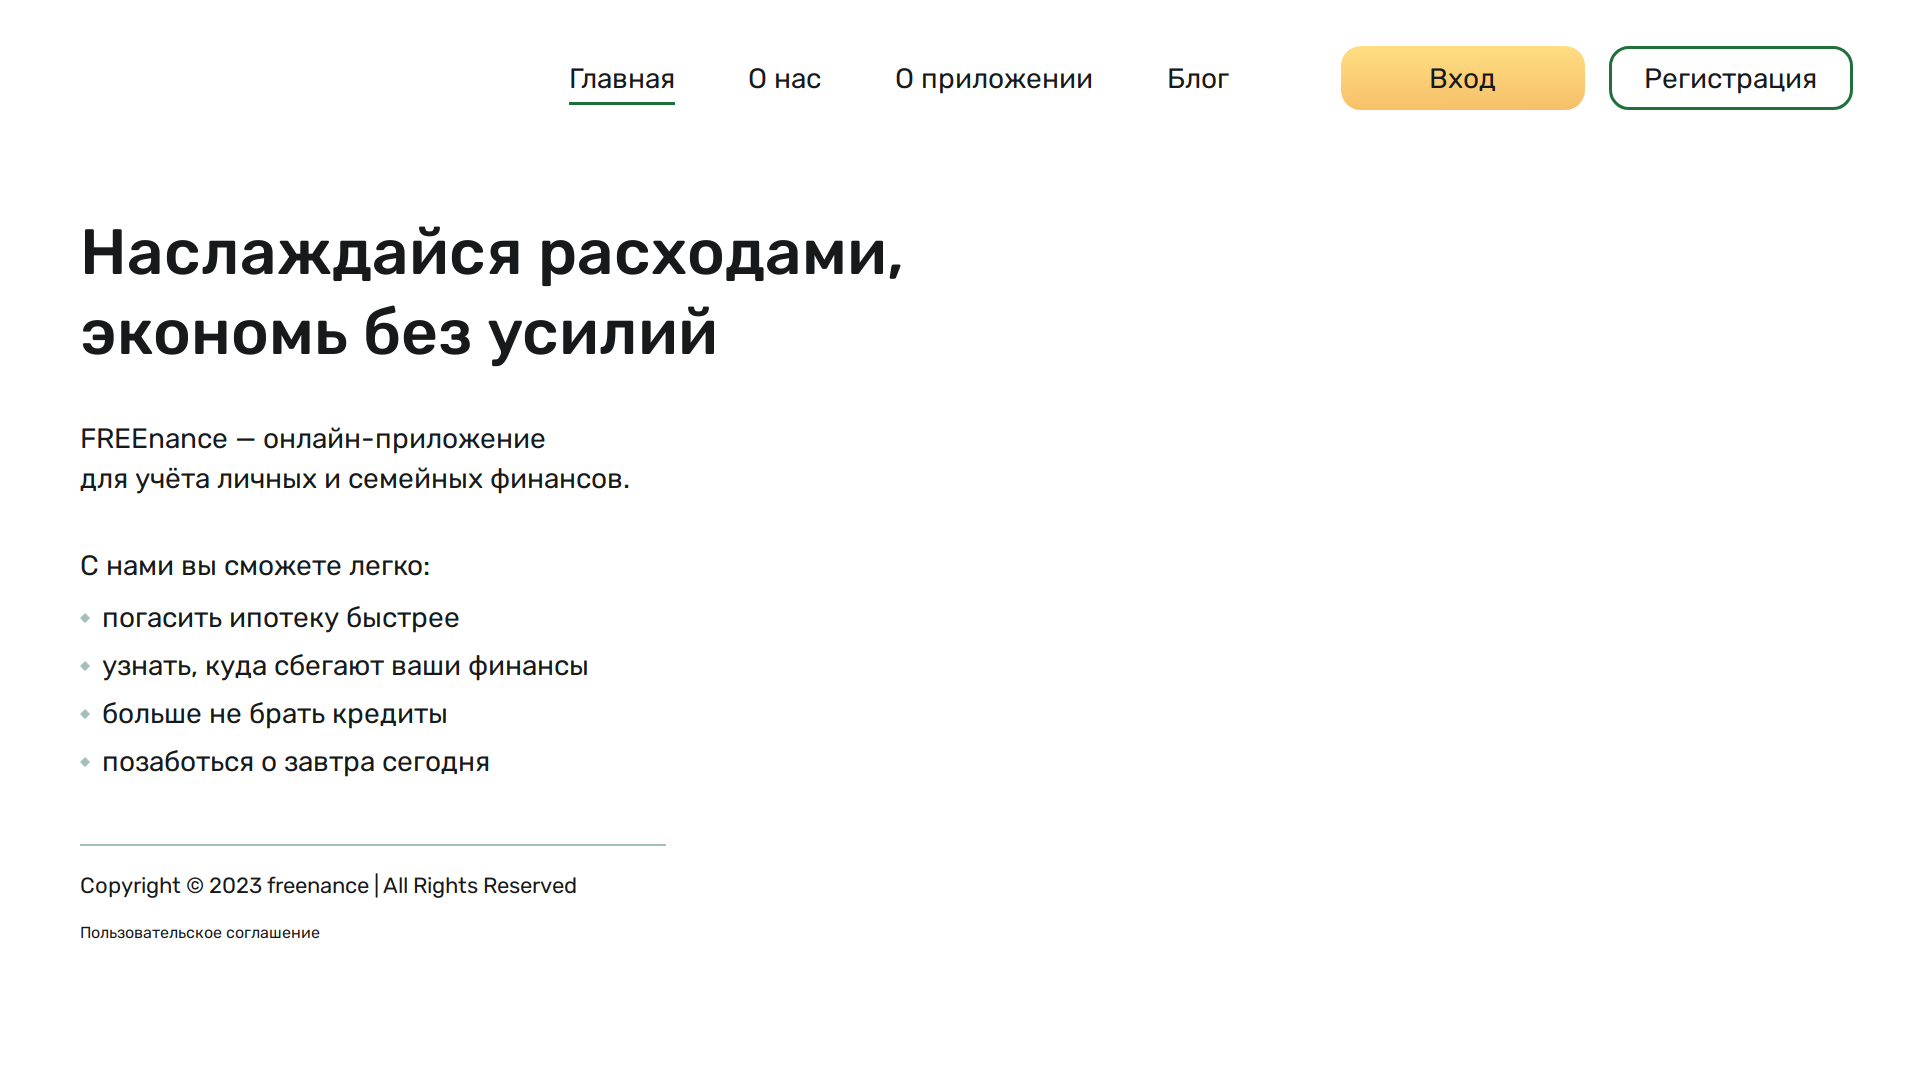 Главная О нас О приложении Блог Вход Регистрация
Наслаждайся расходами,
экономь без усилий
FREEnance — онлайн-приложение
для учёта личных и семейных финансов.
С нами вы сможете легко:
погасить ипотеку быстрее
узнать, куда сбегают ваши финансы
больше не брать кредиты
позаботься о завтра сегодня
Copyright © 2023 freenance | All Rights Reserved
Пользовательское соглашение